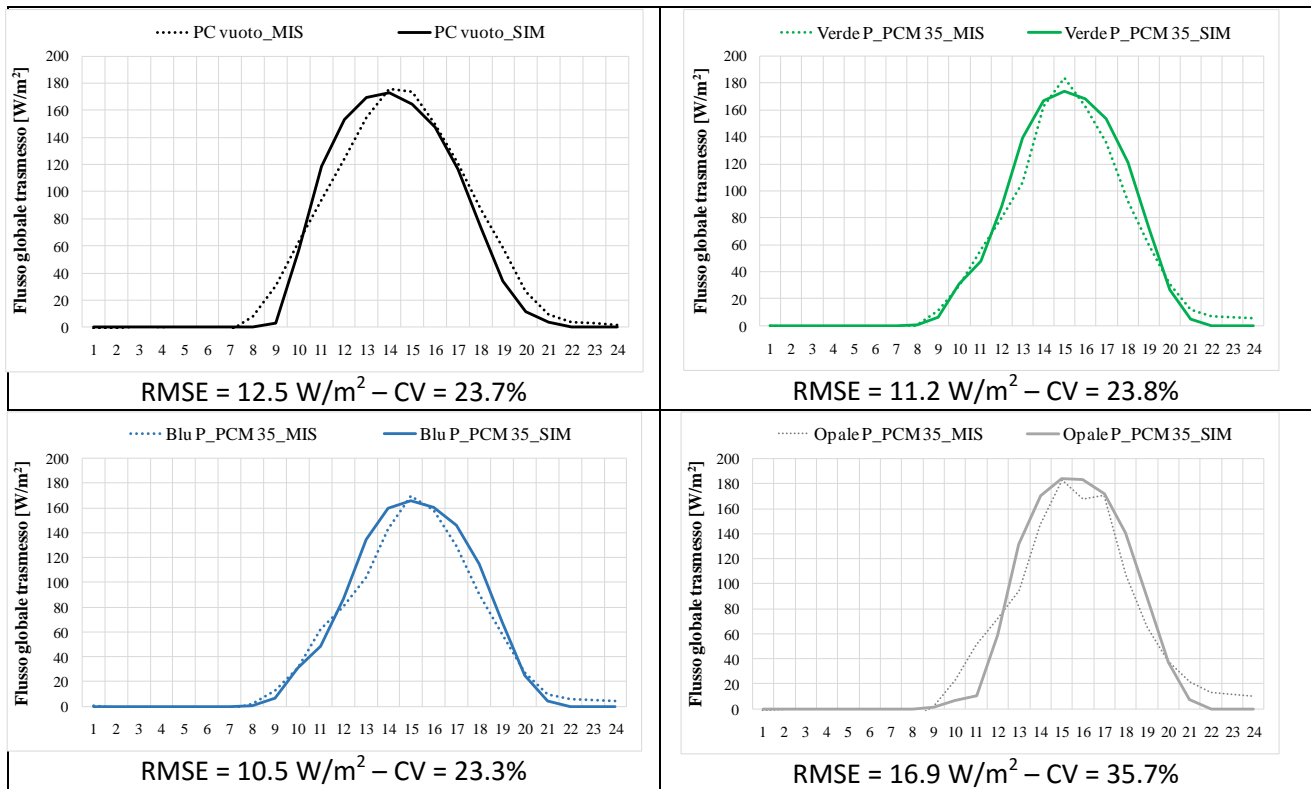 PC vuoto_MIS PC vuoto_SIM
Flusso globale trasmesso [W/m²]
200
180
160
140
120
100
80
60
40
20
0
1 2 3 4 5 6 7 8 9 10 11 12 13 14 15 16 17 18 19 20 21 22 23 24
RMSE = 12.5 W/m² – CV = 23.7%
Verde P_PCM 35_MIS Verde P_PCM 35_SIM
Flusso globale trasmesso [W/m²]
200
180
160
140
120
100
80
60
40
20
0
1 2 3 4 5 6 7 8 9 10 11 12 13 14 15 16 17 18 19 20 21 22 23 24
RMSE = 11.2 W/m² – CV = 23.8%
Blu P_PCM 35_MIS Blu P_PCM 35_SIM
Flusso globale trasmesso [W/m²]
200
180
160
140
120
100
80
60
40
20
0
1 2 3 4 5 6 7 8 9 10 11 12 13 14 15 16 17 18 19 20 21 22 23 24
RMSE = 10.5 W/m² – CV = 23.3%
Opale P_PCM 35_MIS Opale P_PCM 35_SIM
Flusso globale trasmesso [W/m²]
200
180
160
140
120
100
80
60
40
20
0
1 2 3 4 5 6 7 8 9 10 11 12 13 14 15 16 17 18 19 20 21 22 23 24
RMSE = 16.9 W/m² – CV = 35.7%